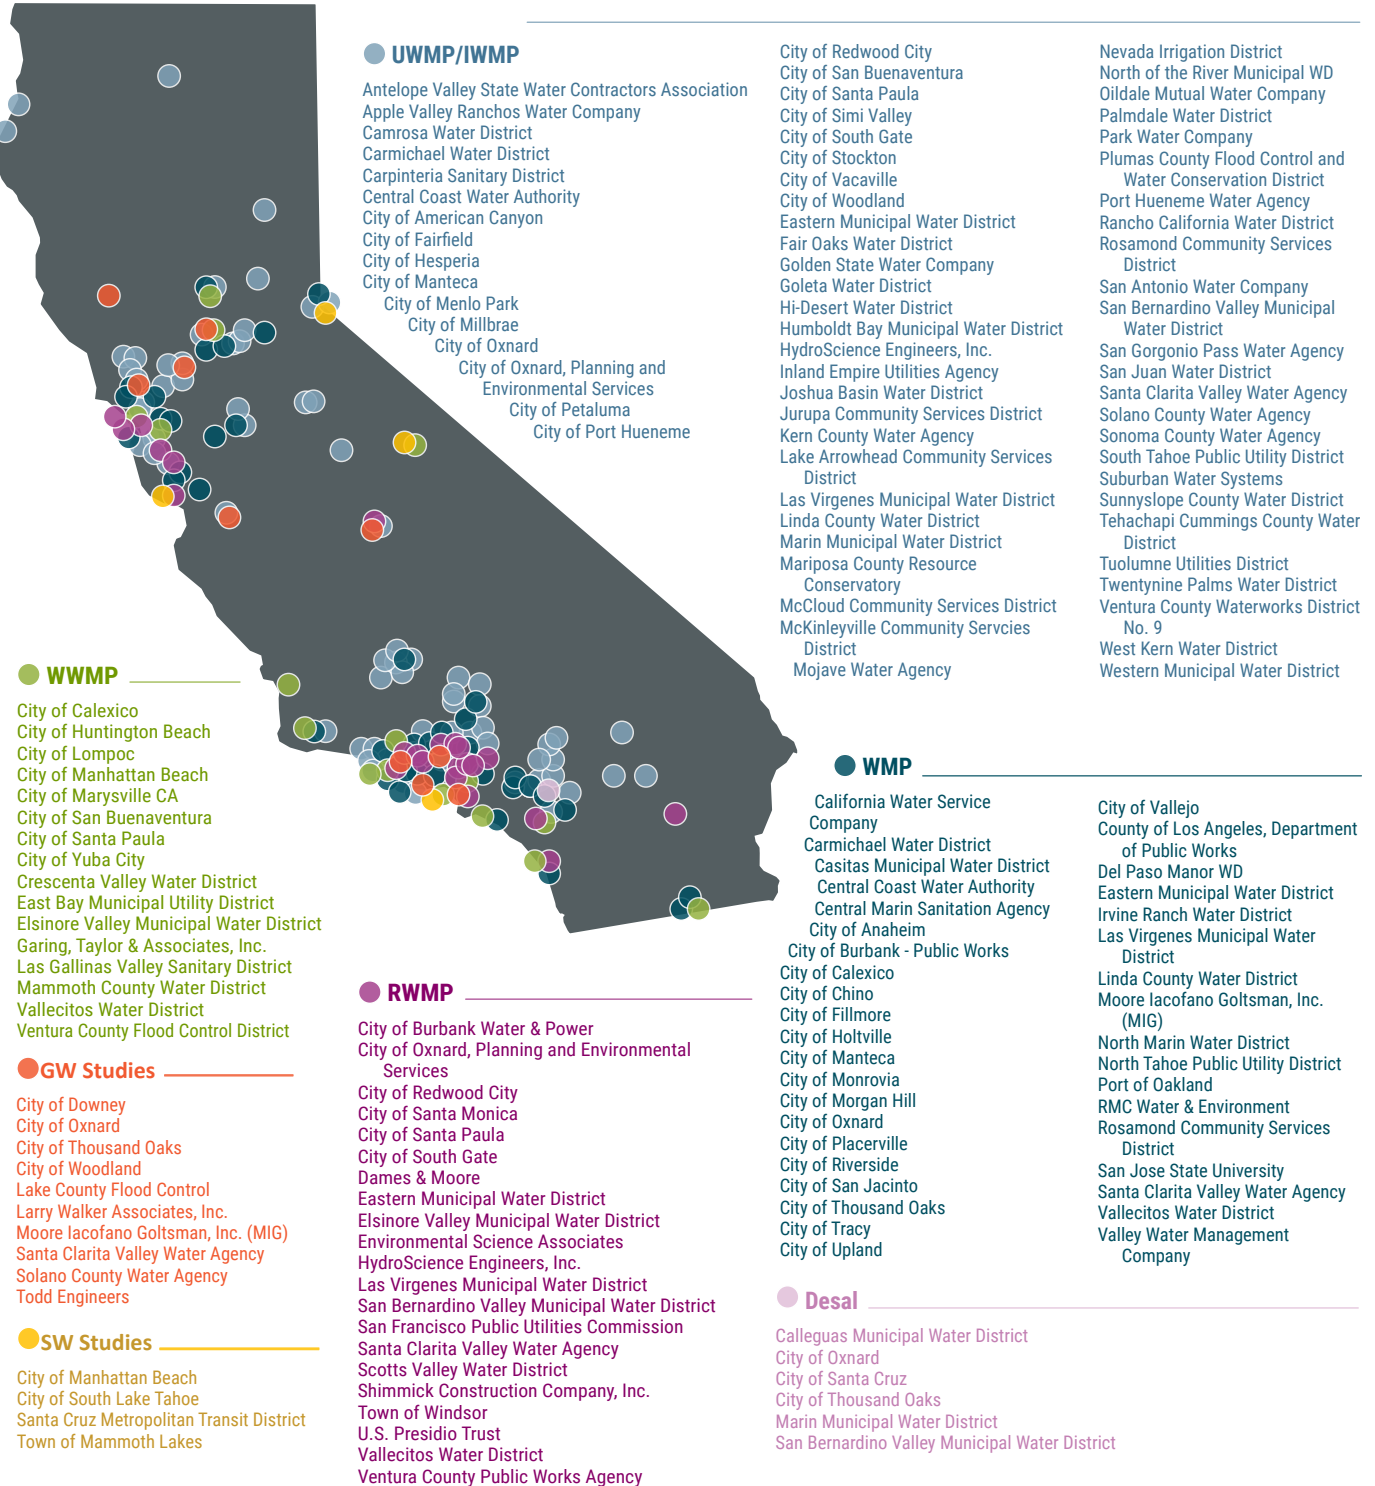 UWMP/IWMP
Antelope Valley State Water Contractors Association
Apple Valley Ranchos Water Company
Camrosa Water District
Carmichael Water District
Carpinteria Sanitary District
Central Coast Water Authority
City of American Canyon
City of Fairfield
City of Hesperia
City of Manteca
City of Menlo Park
City of Millbrae
City of Oxnard
City of Oxnard, Planning and
Environmental Services
City of Petaluma
City of Port Hueneme
City of Redwood City
City of San Buenaventura
City of Santa Paula
City of Simi Valley
City of South Gate
City of Stockton
City of Vacaville
City of Woodland
Eastern Municipal Water District
Fair Oaks Water District
Golden State Water Company
Goleta Water District
Hi-Desert Water District
Humboldt Bay Municipal Water District
HydroScience Engineers, Inc.
Inland Empire Utilities Agency
Joshua Basin Water District
Jurupa Community Services District
Kern County Water Agency
Lake Arrowhead Community Services
District
Las Virgenes Municipal Water District
Linda County Water District
Marin Municipal Water District
Mariposa County Resource
Conservatory
McCloud Community Services District
McKinleyville Community Servcies
District
Mojave Water Agency
Nevada Irrigation District
North of the River Municipal WD
Oildale Mutual Water Company
Palmdale Water District
Park Water Company
Plumas County Flood Control and
Water Conservation District
Port Hueneme Water Agency
Rancho California Water District
Rosamond Community Services
District
San Antonio Water Company
San Bernardino Valley Municipal
Water District
San Gorgonio Pass Water Agency
San Juan Water District
Santa Clarita Valley Water Agency
Solano County Water Agency
Sonoma County Water Agency
South Tahoe Public Utility District
Suburban Water Systems
Sunnyslope County Water District
Tehachapi Cummings County Water
District
Tuolumne Utilities District
Twentynine Palms Water District
Ventura County Waterworks District
No. 9
West Kern Water District
Western Municipal Water District
WWMP
City of Calexico
City of Huntington Beach
City of Lompoc
City of Manhattan Beach
City of Marysville CA
City of San Buenaventura
City of Santa Paula
City of Yuba City
Crescenta Valley Water District
East Bay Municipal Utility District
Elsinore Valley Municipal Water District
Garing, Taylor & Associates, Inc.
Las Gallinas Valley Sanitary District
Mammoth County Water District
Vallecitos Water District
Ventura County Flood Control District
GW Studies
City of Downey
City of Oxnard
City of Thousand Oaks
City of Woodland
Lake County Flood Control
Larry Walker Associates, Inc.
Moore Iacofano Goltsman, Inc. (MIG)
Santa Clarita Valley Water Agency
Solano County Water Agency
Todd Engineers
SW Studies
City of Manhattan Beach
City of South Lake Tahoe
Santa Cruz Metropolitan Transit District
Town of Mammoth Lakes
RWMP
City of Burbank Water & Power
City of Oxnard, Planning and Environmental
Services
City of Redwood City
City of Santa Monica
City of Santa Paula
City of South Gate
Dames & Moore
Eastern Municipal Water District
Elsinore Valley Municipal Water District
Environmental Science Associates
HydroScience Engineers, Inc.
Las Virgenes Municipal Water District
San Bernardino Valley Municipal Water District
San Francisco Public Utilities Commission
Santa Clarita Valley Water Agency
Scotts Valley Water District
Shimmick Construction Company, Inc.
Town of Windsor
U.S. Presidio Trust
Vallecitos Water District
Ventura County Public Works Agency
WMP
California Water Service
Company
Carmichael Water District
Casitas Municipal Water District
Central Coast Water Authority
Central Marin Sanitation Agency
City of Anaheim
City of Burbank - Public Works
City of Calexico
City of Chino
City of Fillmore
City of Holtville
City of Manteca
City of Monrovia
City of Morgan Hill
City of Oxnard
City of Placerville
City of Riverside
City of San Jacinto
City of Thousand Oaks
City of Tracy
City of Upland
City of Vallejo
County of Los Angeles, Department
of Public Works
Del Paso Manor WD
Eastern Municipal Water District
Irvine Ranch Water District
Las Virgenes Municipal Water
District
Linda County Water District
Moore Iacofano Goltsman, Inc.
(MIG)
North Marin Water District
North Tahoe Public Utility District
Port of Oakland
RMC Water & Environment
Rosamond Community Services
District
San Jose State University
Santa Clarita Valley Water Agency
Vallecitos Water District
Valley Water Management
Company
Desal
Calleguas Municipal Water District
City of Oxnard
City of Santa Cruz
City of Thousand Oaks
Marin Municipal Water District
San Bernardino Valley Municipal Water District